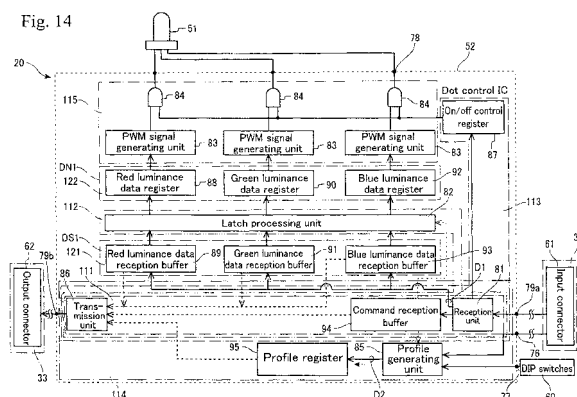 Fig. 14
51
20
78
52
115
84
84
84
Dot control IC
On/off control
register
87
PWM signal
generating unit
83
PWM signal
generating unit
83
PWM signal
generating unit
83
DN1
122
Red luminance
data register
88
Green luminance
data register
90
Blue luminance
data register
92
112
82
113
Latch processing unit
DS1
121
Red luminance data
reception buffer
89
Green luminance
data reception buffer
91
Blue luminance data
reception buffer
93
62
79b
86
111
D1
81
79a
61
Output connector
Trans-
mission
unit
94
Command reception
buffer
Reception
unit
Input
connector
33
95
Profile register
85
D2
Profile
generating
unit
76
77
DIP switches
114